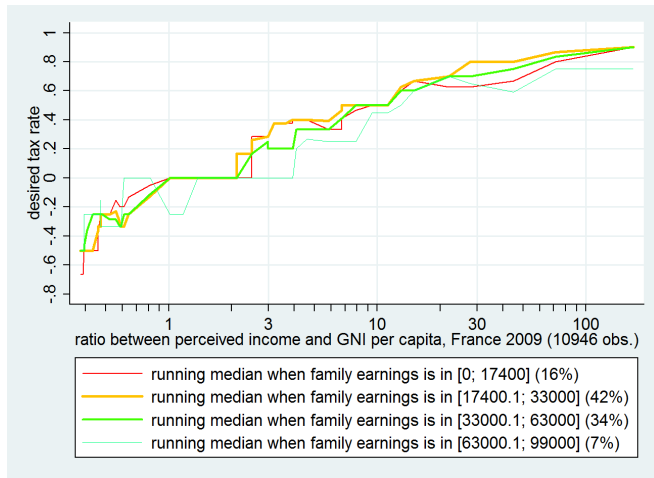 desired tax rate
1
.8
.6
.4
.2
0
-.2
-.4
-.6
-.8
1
3
10
30
100
ratio between perceived income and GNI per capita, France 2009 (10946 obs.)
running median when family earnings is in [0; 17400] (16%)
running median when family earnings is in [17400.1; 33000] (42%)
running median when family earnings is in [33000.1; 63000] (34%)
running median when family earnings is in [63000.1; 99000] (7%)